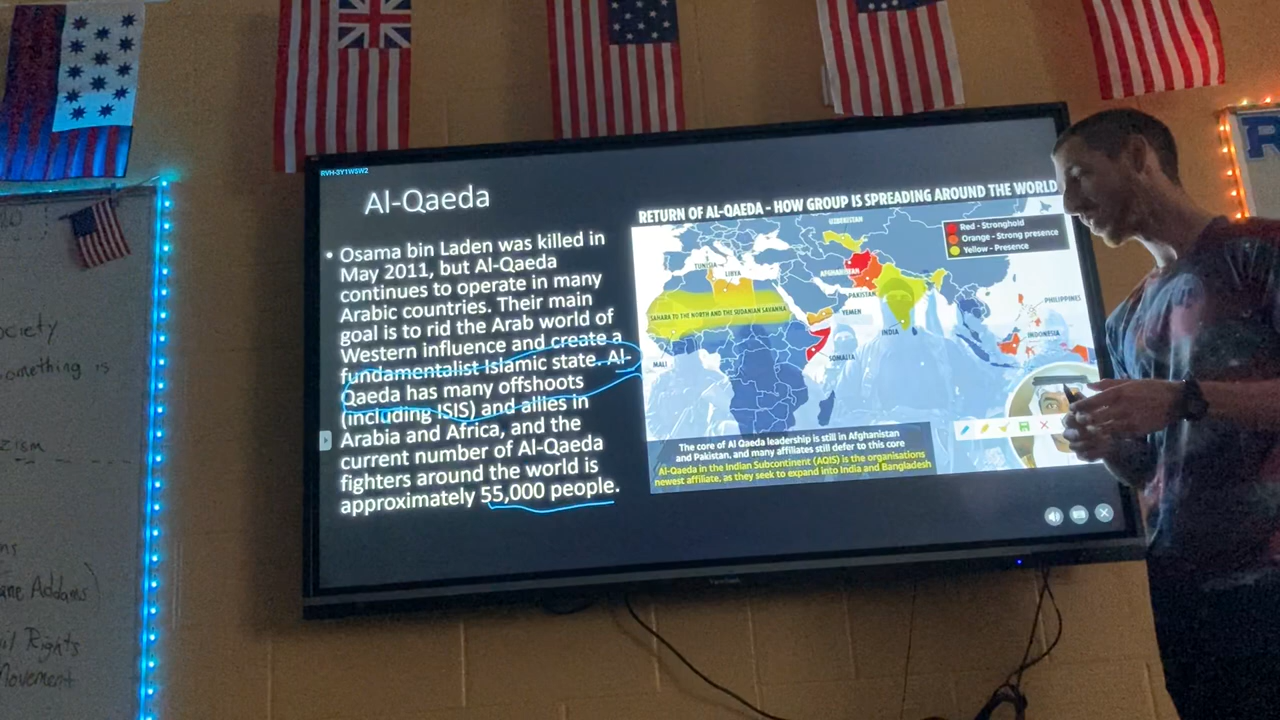 RVH-3Y1W5W2
Al-Qaeda
• Osama bin Laden was killed in
May 2011, but Al-Qaeda
continues to operate in many
Arabic countries. Their main
goal is to rid the Arab world of
Western influence and create a
fundamentalist Islamic state. Al-
Qaeda has many offshoots
(including ISIS) and allies in
Arabia and Africa, and the
current number of Al-Qaeda
fighters around the world is
approximately 55,000 people.
RETURN OF AL-QAEDA - HOW GROUP IS SPREADING AROUND THE WORLD
Red - Stronghold
Orange - Strong presence
Yellow - Presence
UZBEKISTAN
TUNISIA
LIBYA
AFGHANISTAN
PAKISTAN
SAHARA TO THE NORTH AND THE SUDANIAN SAVANNA
YEMEN
INDIA
PHILIPPINES
INDONESIA
MALI
SOMALIA
The core of Al Qaeda leadership is still in Afghanistan
and Pakistan, and many affiliates still defer to this core
Al-Qaeda in the Indian Subcontinent (AQIS) is the organisations
newest affiliate, as they seek to expand into India and Bangladesh
ociety
omething is
zism
ns
ane Addams)
il Rights
Movement
R